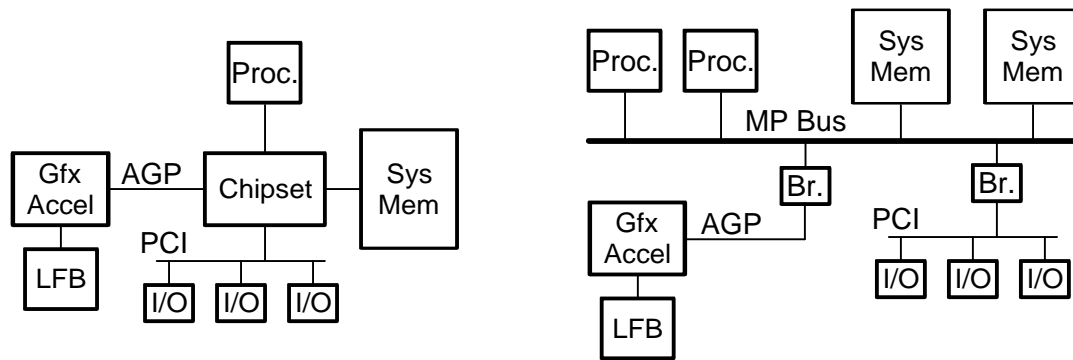 Proc.
Gfx
Accel
AGP
Chipset
Sys
Mem
PCI
LFB
I/O
I/O
I/O
Proc.
Proc.
Sys
Mem
Sys
Mem
MP Bus
Br.
Br.
Gfx
Accel
AGP
PCI
LFB
I/O
I/O
I/O